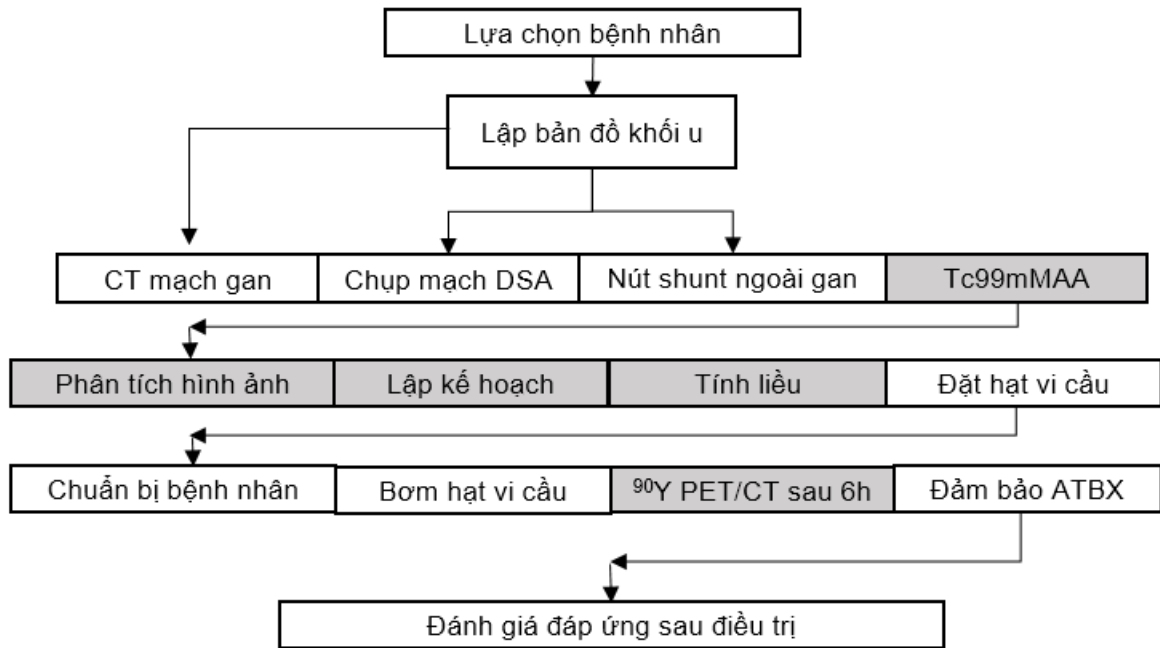 Lựa chọn bệnh nhân
Lập bản đồ khối u
CT mạch gan
Chụp mạch DSA
Nút shunt ngoài gan
Tc99mMAA
Phân tích hình ảnh
Lập kế hoạch
Tính liều
Đặt hạt vi cầu
Chuẩn bị bệnh nhân
Bơm hạt vi cầu
⁹⁰Y PET/CT sau 6h
Đảm bảo ATBX
Đánh giá đáp ứng sau điều trị